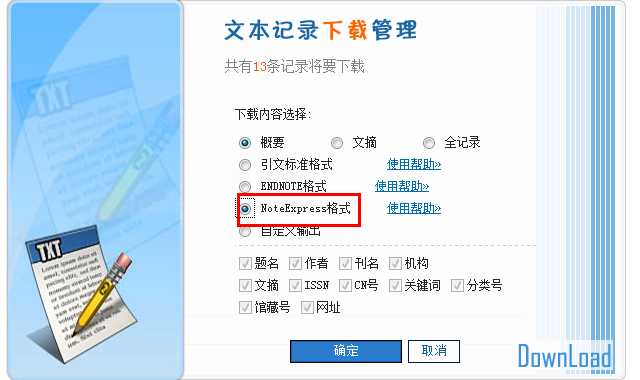 文本记录下载管理
共有13条记录将要下载
下载内容选择:
概要 文摘 全记录
引文标准格式 使用帮助»
ENDNOTE格式 使用帮助»
NoteExpress格式 使用帮助»
自定义输出
题名 作者 刊名 机构
文摘 ISSN CN号 关键词 分类号
馆藏号 网址
确定 取消
DownLoad
TXT
TXT